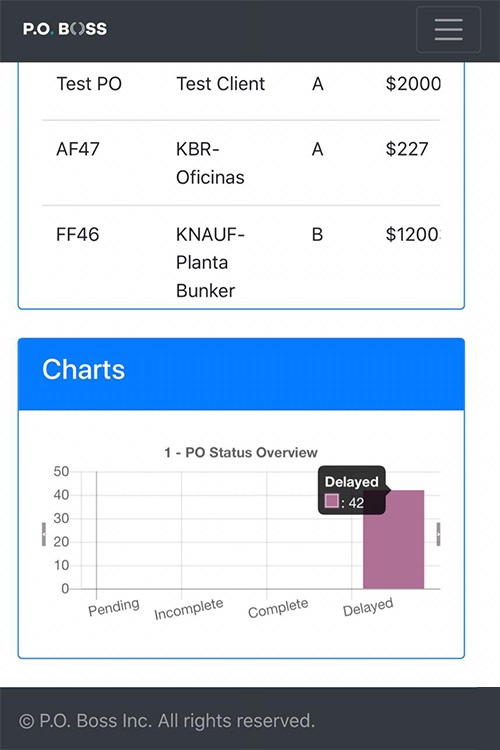 P.O. BOSS
Test PO Test Client A $2000
AF47 KBR- A $227
Oficinas
FF46 KNAUF- B $1200
Planta
Bunker
Charts
1 - PO Status Overview
50
40
30
20
10
0
Delayed
: 42
Pending Incomplete Complete Delayed
© P.O. Boss Inc. All rights reserved.